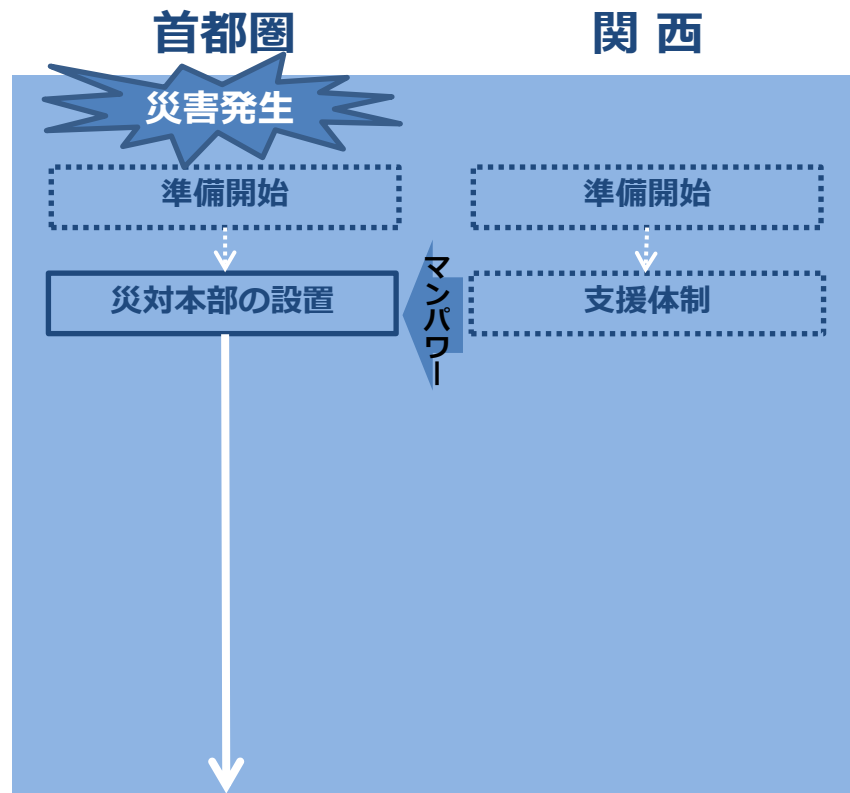 首都圏
関 西
災害発生
準備開始
準備開始
災対本部の設置
マンパワー
支援体制